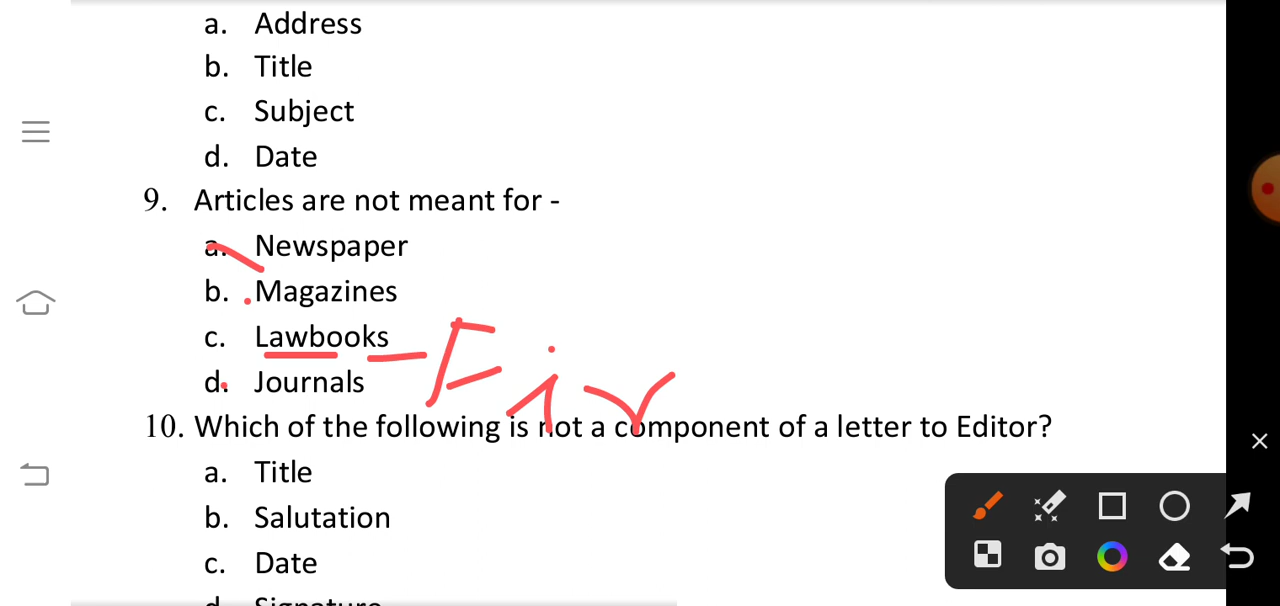 a. Address
b. Title
c. Subject
d. Date
9. Articles are not meant for -
a. Newspaper
b. Magazines
c. Lawbooks
d. Journals
10. Which of the following is not a component of a letter to Editor?
a. Title
b. Salutation
c. Date
d. Signature